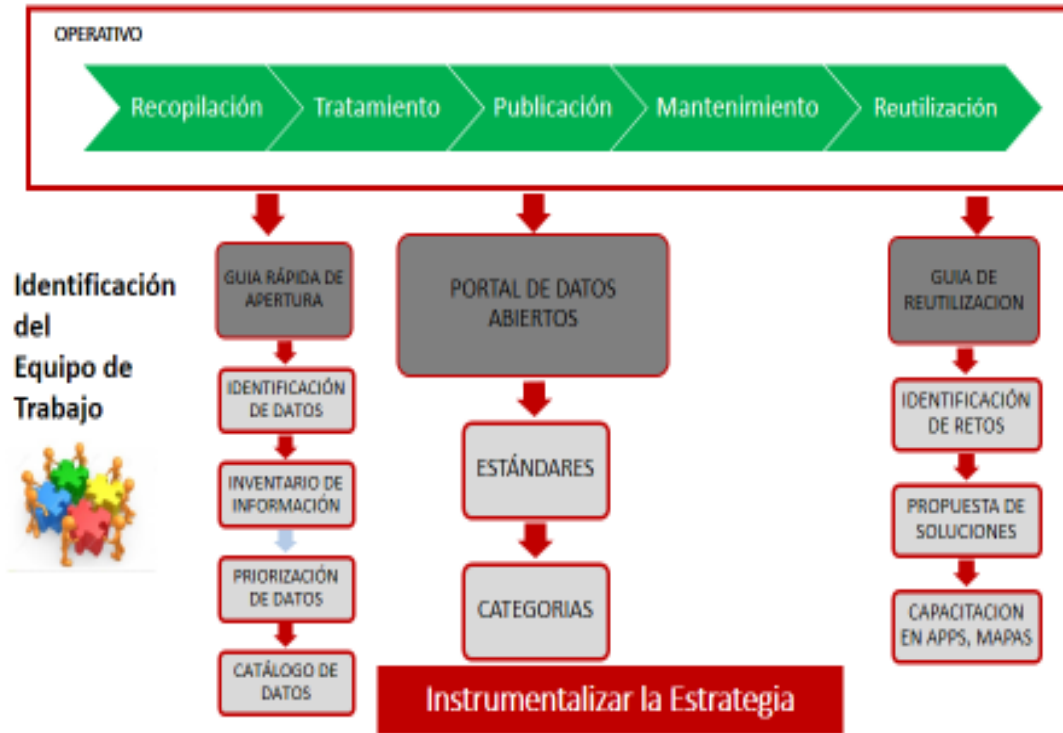 OPERATIVO
Recopilación
Tratamiento
Publicación
Mantenimiento
Reutilización
Identificación
del
Equipo de
Trabajo
GUIA RÁPIDA DE
APERTURA
IDENTIFICACIÓN
DE DATOS
INVENTARIO DE
INFORMACIÓN
PRIORIZACIÓN
DE DATOS
CATÁLOGO DE
DATOS
PORTAL DE DATOS
ABIERTOS
ESTÁNDARES
CATEGORIAS
GUIA DE
REUTILIZACION
IDENTIFICACIÓN
DE RETOS
PROPUESTA DE
SOLUCIONES
CAPACITACION
EN APPS, MAPAS
Instrumentalizar la Estrategia